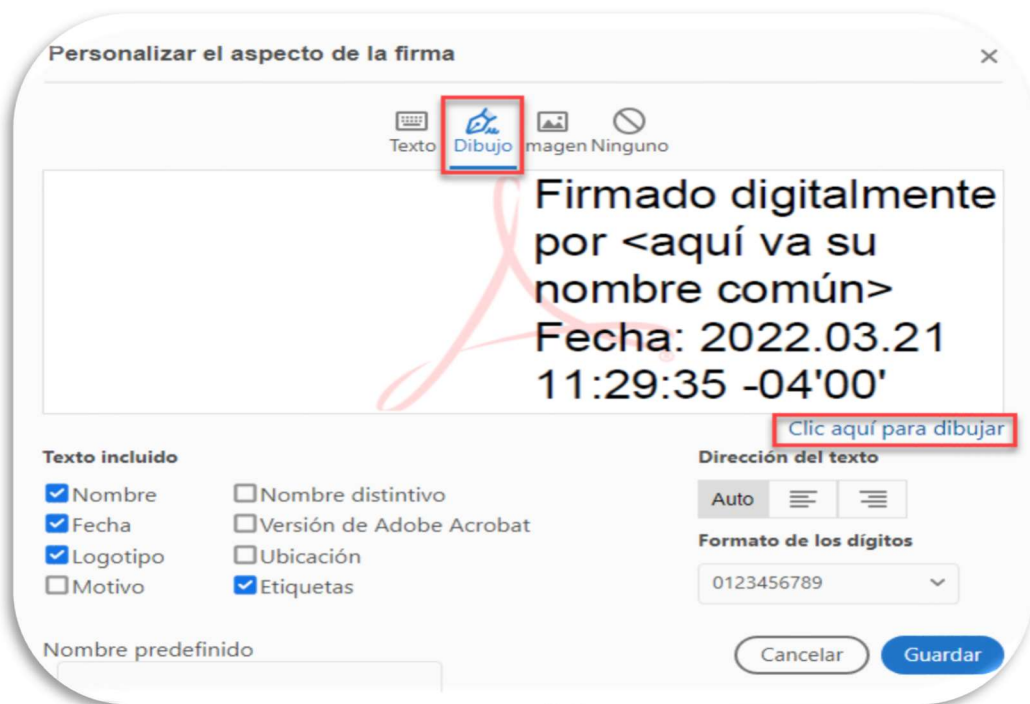 Personalizar el aspecto de la firma
Texto Dibujo magen Ninguno
Firmado digitalmente
por <aquí va su
nombre común>
Fecha: 2022.03.21
11:29:35 -04'00'
Clic aquí para dibujar
Texto incluido
Nombre
Nombre distintivo
Fecha
Versión de Adobe Acrobat
Logotipo
Ubicación
Motivo
Etiquetas
Dirección del texto
Auto
Formato de los dígitos
0123456789
Nombre predefinido
Cancelar
Guardar